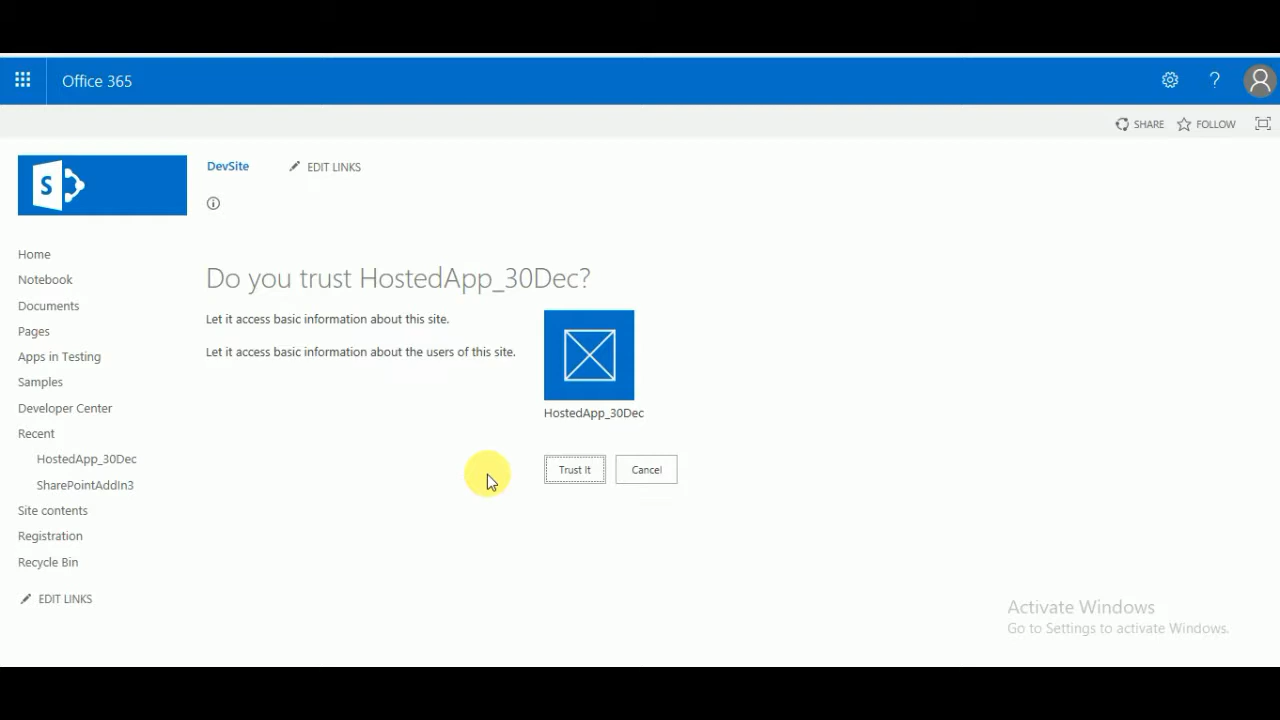 Office 365
?
SHARE FOLLOW
S
DevSite EDIT LINKS
Home
Notebook
Documents
Pages
Apps in Testing
Samples
Developer Center
Recent
HostedApp_30Dec
SharePointAddIn3
Site contents
Registration
Recycle Bin
EDIT LINKS
Do you trust HostedApp_30Dec?
Let it access basic information about this site.
Let it access basic information about the users of this site.
HostedApp_30Dec
Trust It Cancel
Activate Windows
Go to Settings to activate Windows.